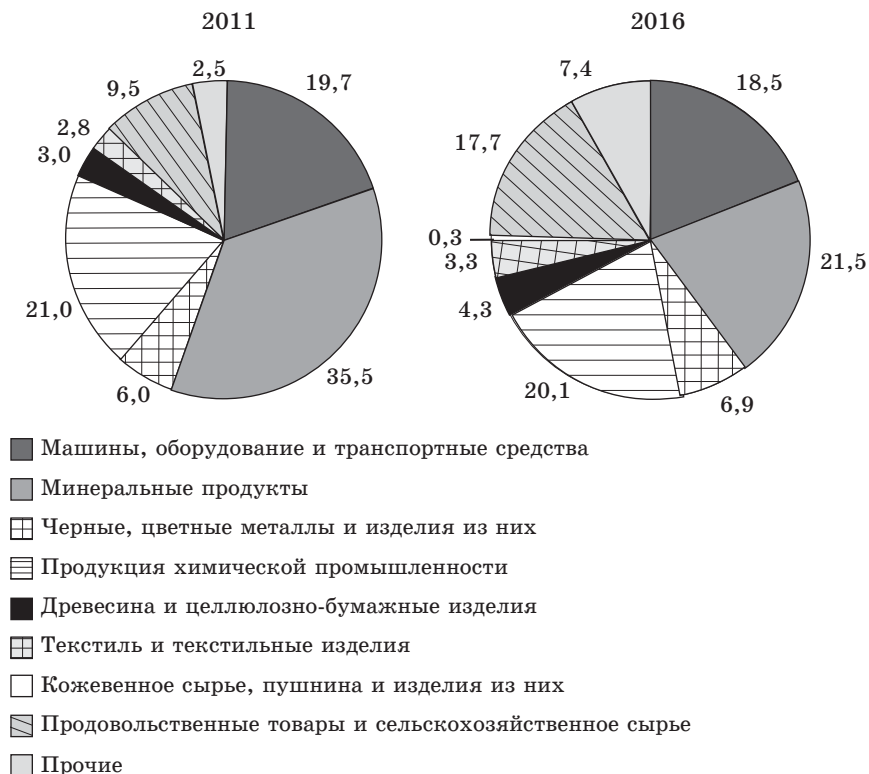 2011
2016
2,5
19,7
9,5
2,8
3,0
21,0
6,0
35,5
7,4
18,5
17,7
0,3
3,3
4,3
20,1
6,9
21,5
Машины, оборудование и транспортные средства
Минеральные продукты
Черные, цветные металлы и изделия из них
Продукция химической промышленности
Древесина и целлюлозно-бумажные изделия
Текстиль и текстильные изделия
Кожевенное сырье, пушнина и изделия из них
Продовольственные товары и сельскохозяйственное сырье
Прочие